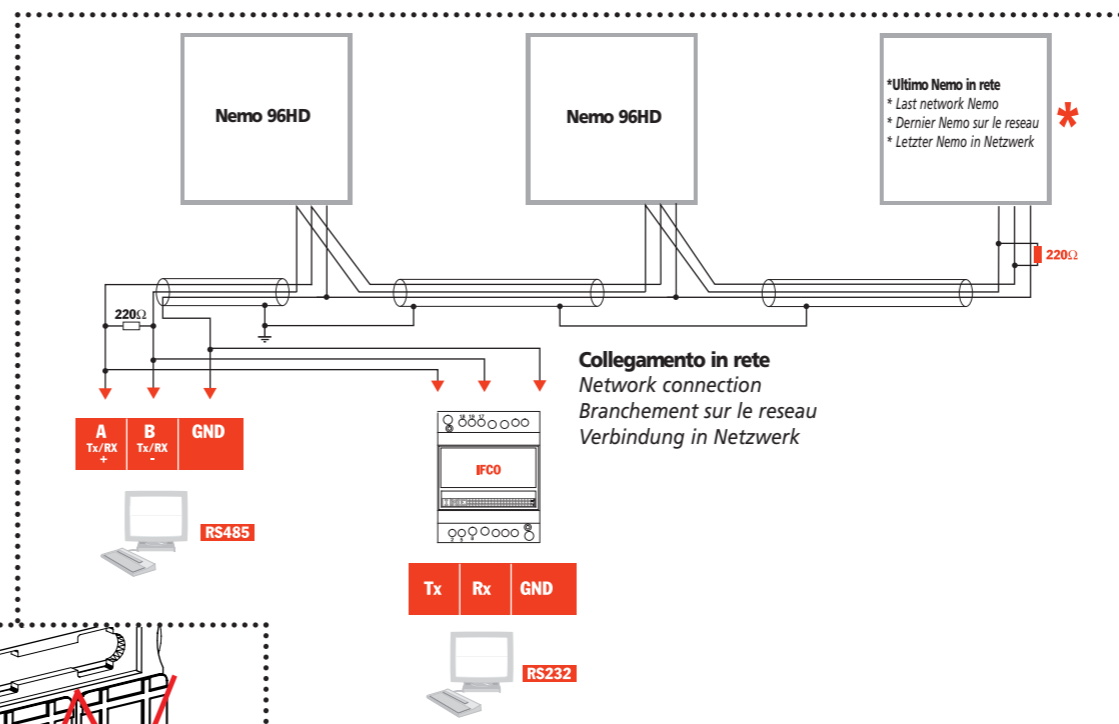 Nemo 96HD
Nemo 96HD
*Ultimo Nemo in rete
* Last network Nemo
* Dernier Nemo sur le reseau
* Letzter Nemo in Netzwerk
*
220Ω
220Ω
Collegamento in rete
Network connection
Branchement sur le reseau
Verbindung in Netzwerk
A B GND
Tx/RX Tx/RX
+ -
IFCO
RS485
Tx Rx GND
RS232